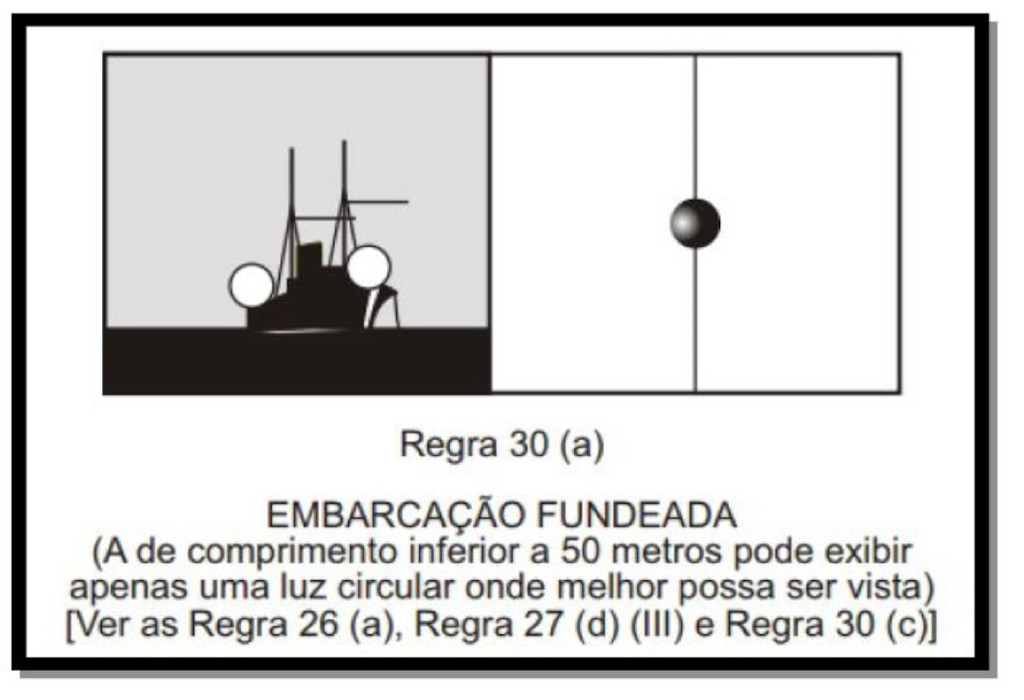 Regra 30 (a)
EMBARCAÇÃO FUNDEADA
(A de comprimento inferior a 50 metros pode exibir
apenas uma luz circular onde melhor possa ser vista)
[Ver as Regra 26 (a), Regra 27 (d) (III) e Regra 30 (c)]